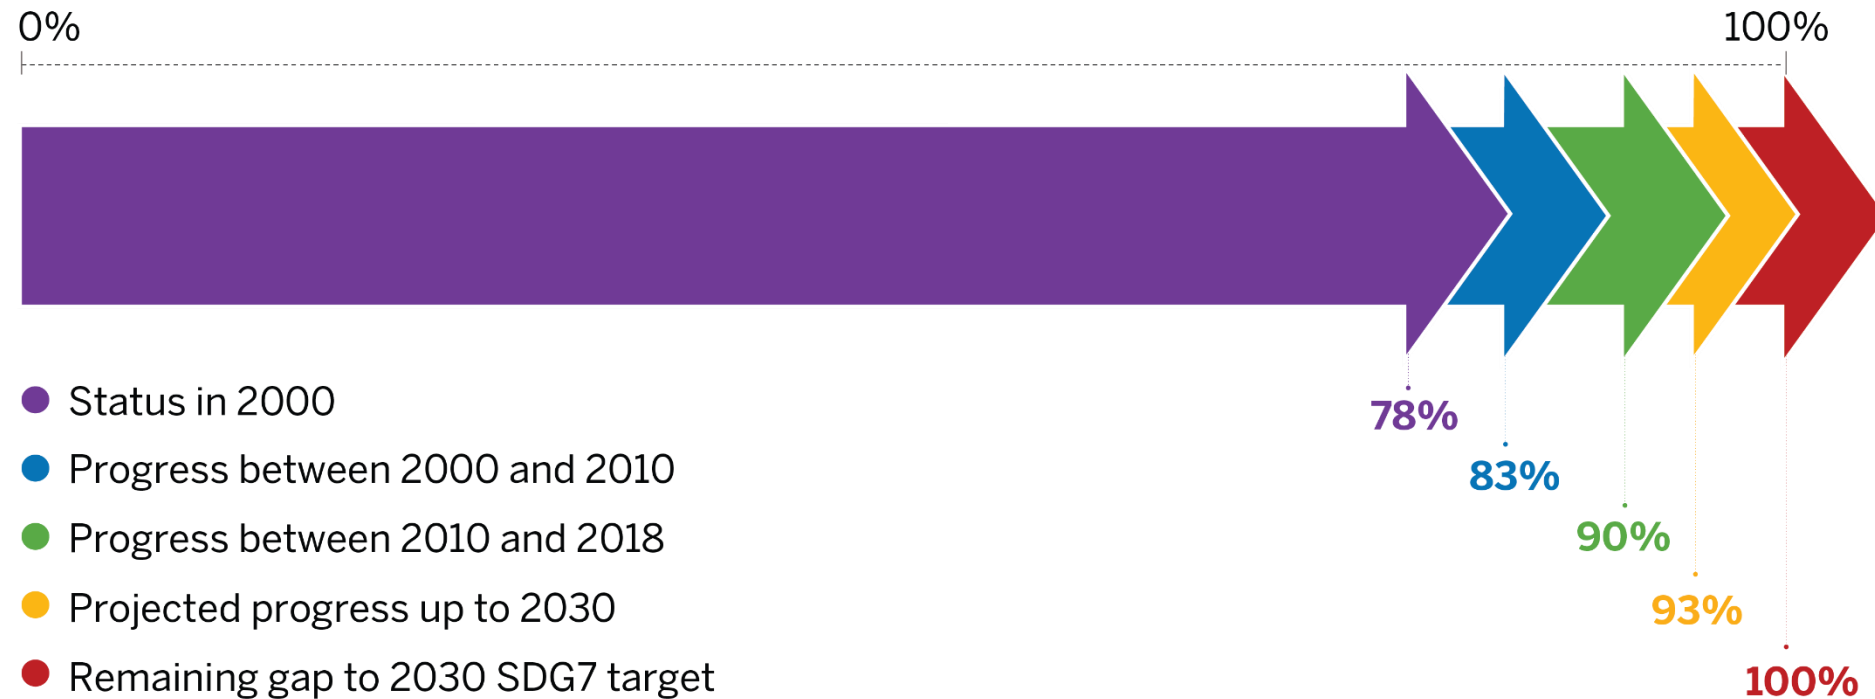 0%
100%
Status in 2000
Progress between 2000 and 2010
Progress between 2010 and 2018
Projected progress up to 2030
Remaining gap to 2030 SDG7 target
78%
83%
90%
93%
100%